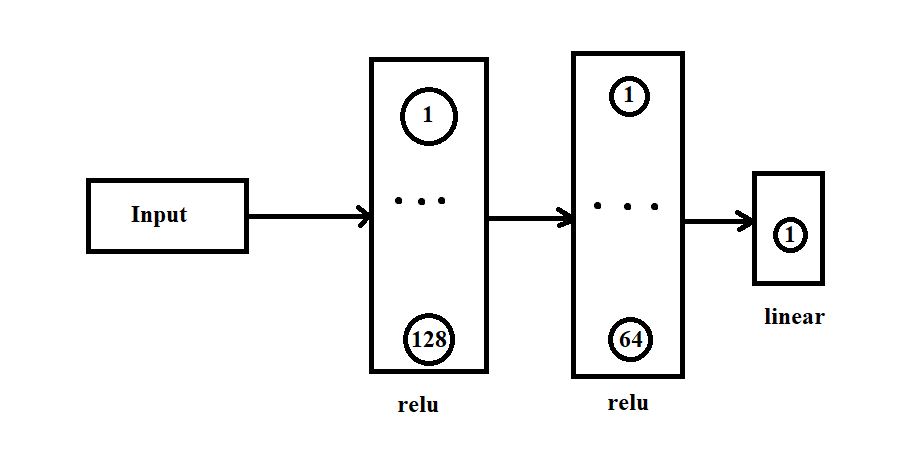 Input
1
. . .
128
relu
1
. . .
64
relu
1
linear